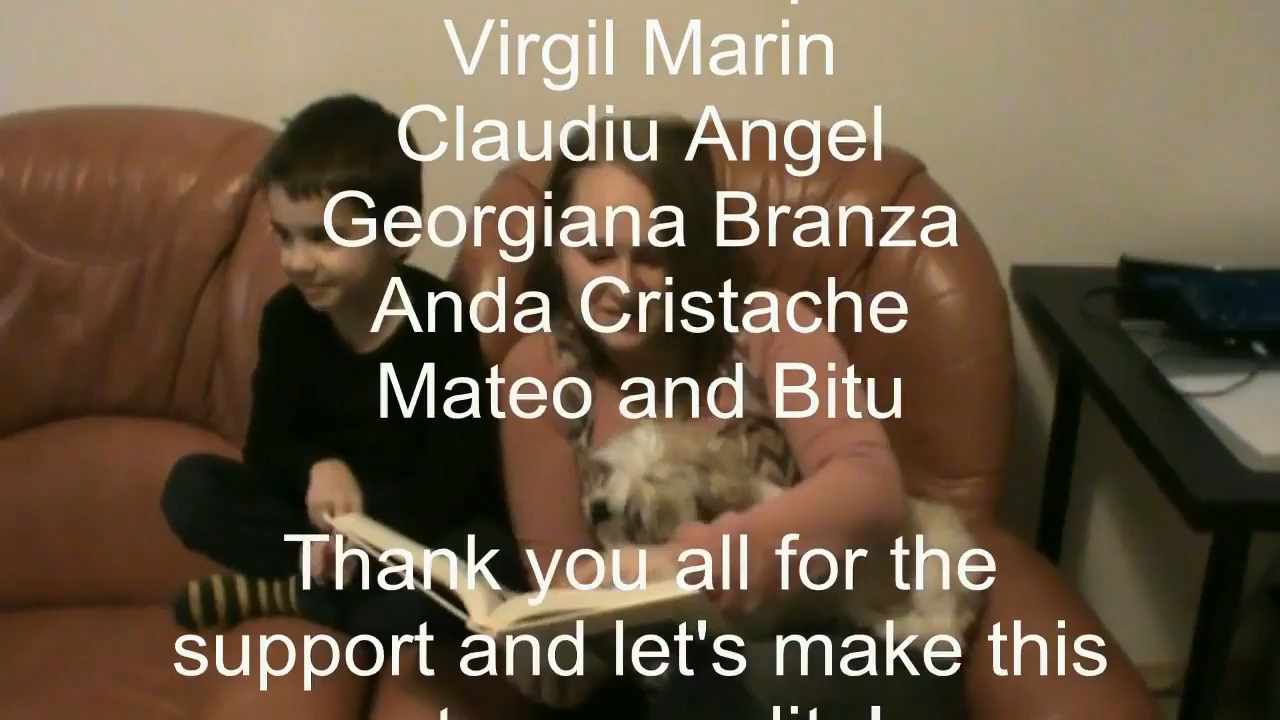 Virgil Marin
Claudiu Angel
Georgiana Branza
Anda Cristache
Mateo and Bitu
Thank you all for the
support and let's make this